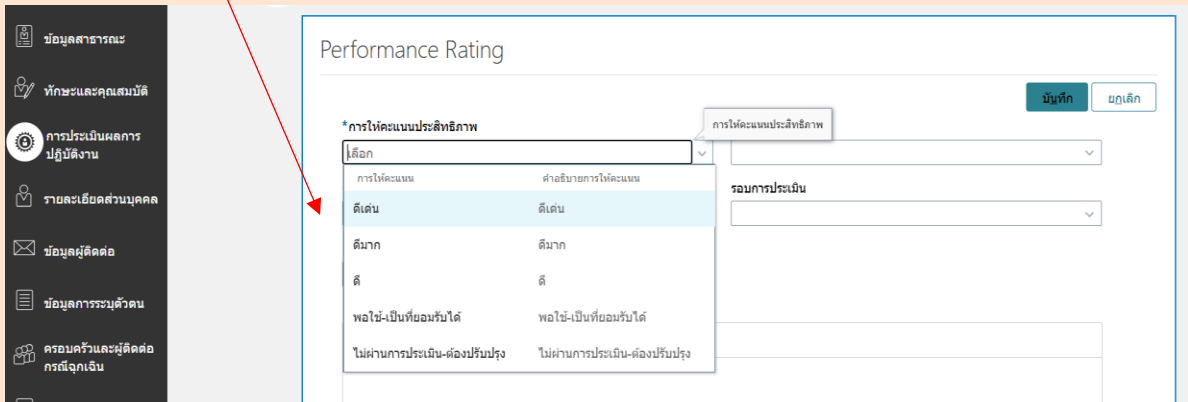 ข้อมูลสาธารณะ
ทักษะและคุณสมบัติ
การประเมินผลการ
ปฏิบัติงาน
รายละเอียดส่วนบุคคล
ข้อมูลผู้ติดต่อ
ข้อมูลการระบุตัวตน
ครอบครัวและผู้ติดต่อ
กรณีฉุกเฉิน
Performance Rating
บันทึก
ยกเลิก
*การให้คะแนนประสิทธิภาพ
การให้คะแนนประสิทธิภาพ
เลือก
การให้คะแนน คำอธิบายการให้คะแนน
รอบการประเมิน
ดีเด่น ดีเด่น
ดีมาก ดีมาก
ดี ดี
พอใช้-เป็นที่ยอมรับได้ พอใช้-เป็นที่ยอมรับได้
ไม่ผ่านการประเมิน-ต้องปรับปรุง ไม่ผ่านการประเมิน-ต้องปรับปรุง